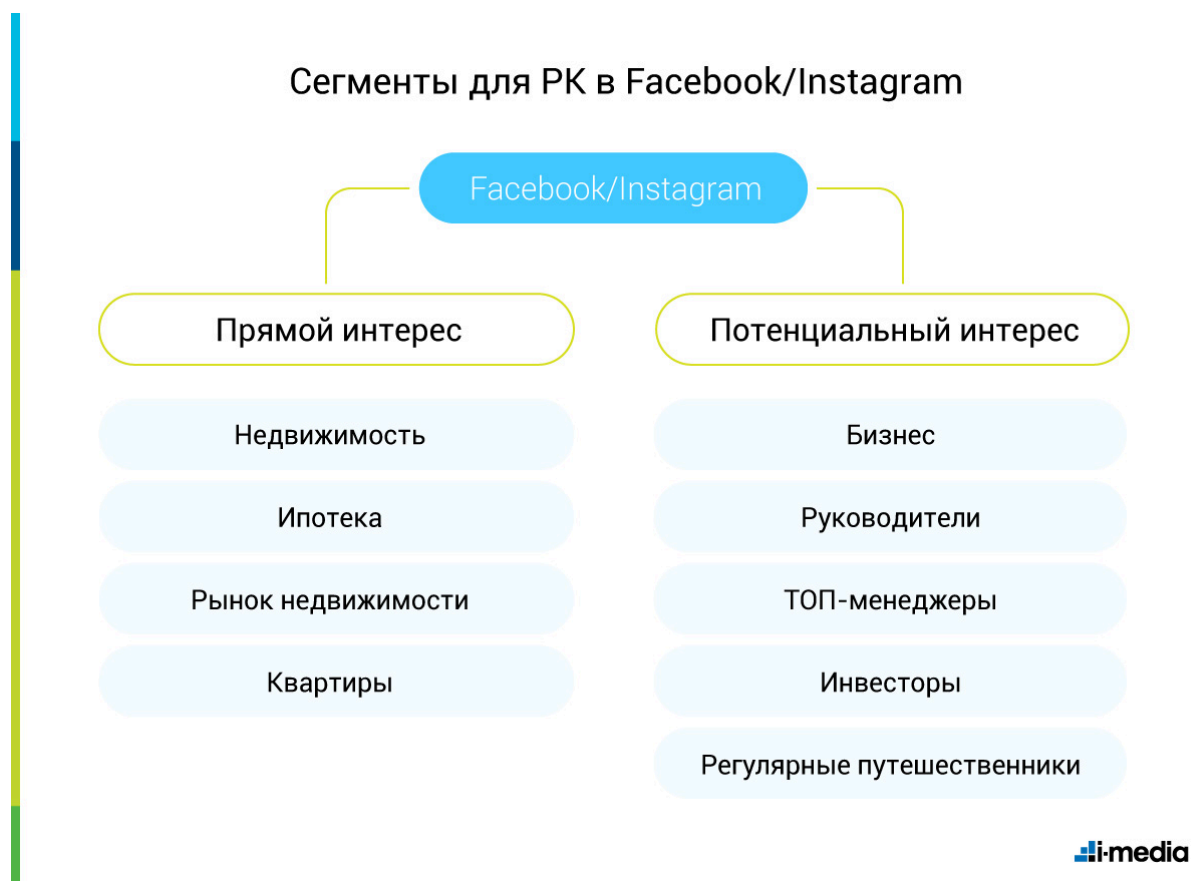 Сегменты для РК в Facebook/Instagram
Facebook/Instagram
Прямой интерес
Недвижимость
Ипотека
Рынок недвижимости
Квартиры
Потенциальный интерес
Бизнес
Руководители
ТОП-менеджеры
Инвесторы
Регулярные путешественники
i-media